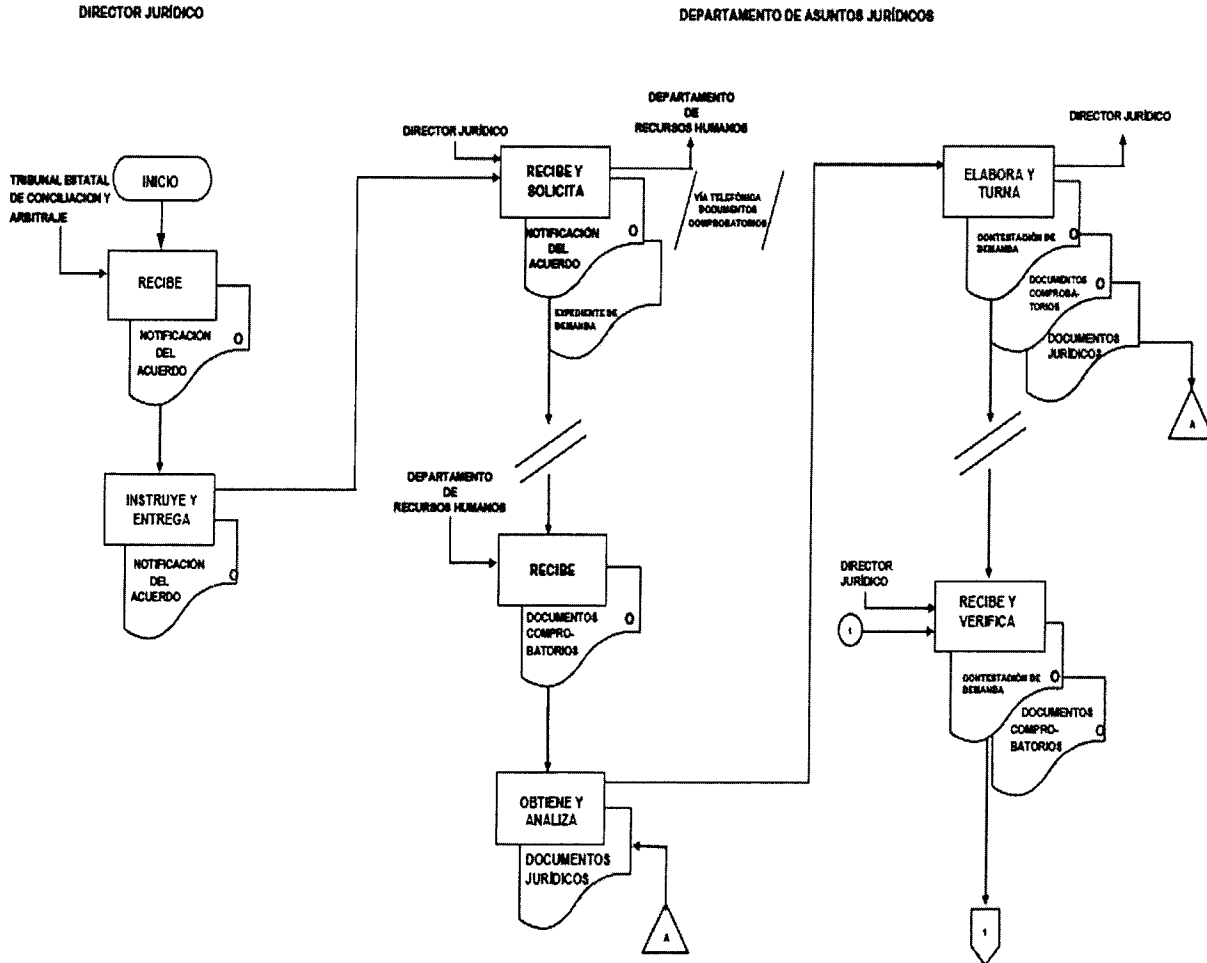 DIRECTOR JURÍDICO
DEPARTAMENTO DE ASUNTOS JURÍDICOS
TRIBUNAL ESTATAL
DE CONCILIACION Y
ARBITRAJE
INICIO
RECIBE
NOTIFICACIÓN
DEL
ACUERDO
O
INSTRUYE Y
ENTREGA
NOTIFICACIÓN
DEL
ACUERDO
O
DIRECTOR JURÍDICO
DEPARTAMENTO
DE
RECURSOS HUMANOS
RECIBE Y
SOLICITA
VÍA TELEFÓNICA
DOCUMENTOS
COMPROBATORIOS
NOTIFICACIÓN
DEL
ACUERDO
O
EXPEDIENTE DE
DEMANDA
DEPARTAMENTO
DE
RECURSOS HUMANOS
RECIBE
DOCUMENTOS
COMPRO-
BATORIOS
O
OBTIENE Y
ANALIZA
DOCUMENTOS
JURÍDICOS
A
DIRECTOR JURÍDICO
ELABORA Y
TURNA
CONTESTACIÓN DE
DEMANDA
O
DOCUMENTOS
COMPROBA-
TORIOS
O
DOCUMENTOS
JURÍDICOS
A
DIRECTOR
JURÍDICO
1
RECIBE Y
VERIFICA
CONTESTACIÓN DE
DEMANDA
O
DOCUMENTOS
COMPRO-
BATORIOS
O
1